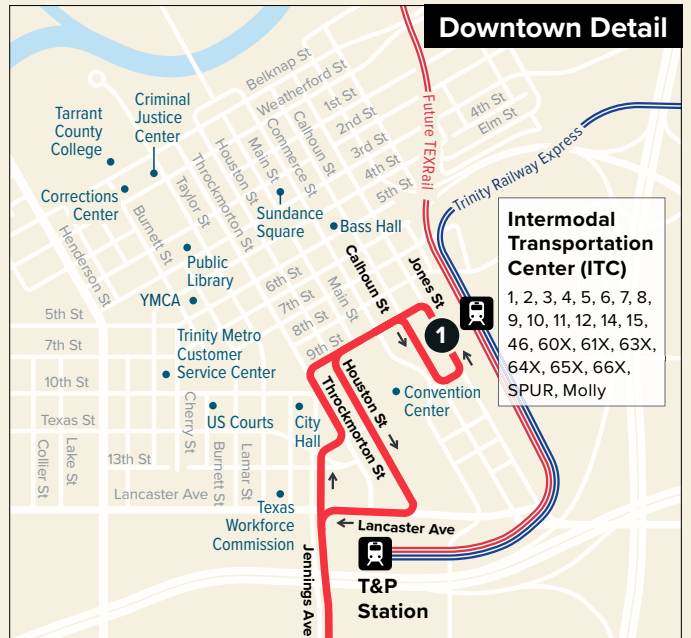 Downtown Detail
Belknap St
Weatherford St
1st St
2nd St
3rd St
4th St
5th St
Future TEXRail
4th St
Elm St
Trinity Railway Express
Tarrant
County
College
Criminal
Justice
Center
Corrections
Center
Calhoun St
Commerce St
Main St
Houston St
Throckmorton St
Taylor St
Burnett St
Henderson St
Sundance
Square
Bass Hall
Public
Library
YMCA
6th St
7th St
8th St
9th St
Main St
Calhoun St
Jones St
1
Intermodal
Transportation
Center (ITC)
1, 2, 3, 4, 5, 6, 7, 8,
9, 10, 11, 12, 14, 15,
46, 60X, 61X, 63X,
64X, 65X, 66X,
SPUR, Molly
5th St
7th St
10th St
Texas St
13th St
Lancaster Ave
Collier St
Lake St
Cherry St
Burnett St
Lamar St
Trinity Metro
Customer
Service Center
US Courts
City
Hall
Convention
Center
Houston St
Throckmorton St
Texas
Workforce
Commission
Lancaster Ave
Jennings Ave
T&P
Station